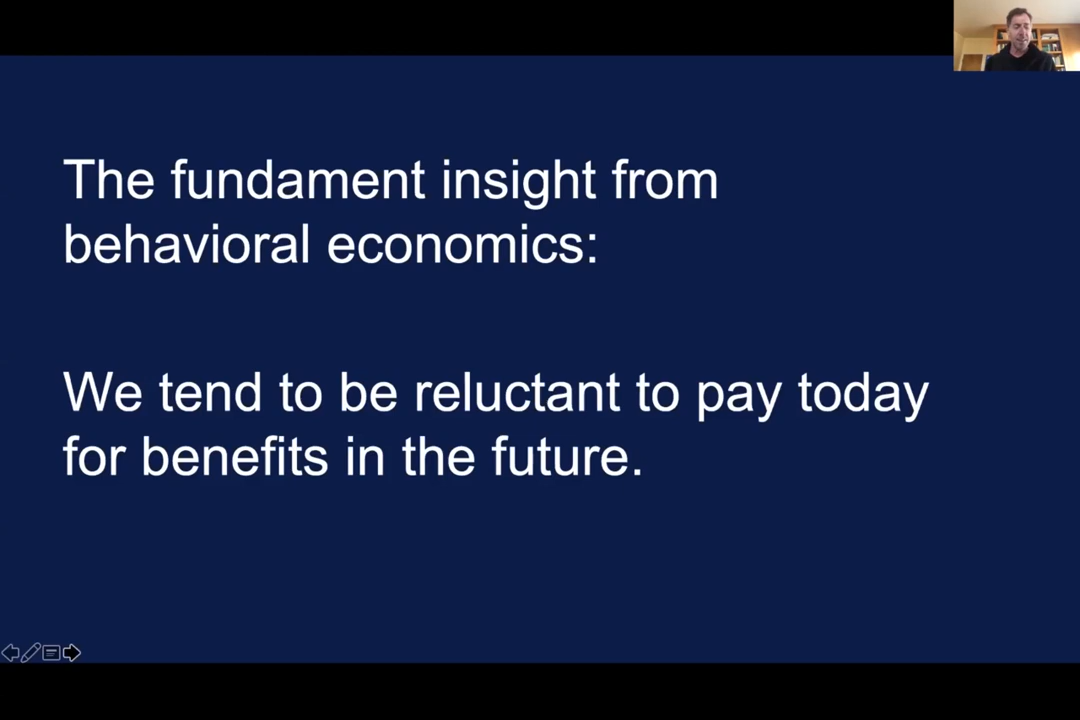 The fundament insight from
behavioral economics:
We tend to be reluctant to pay today
for benefits in the future.